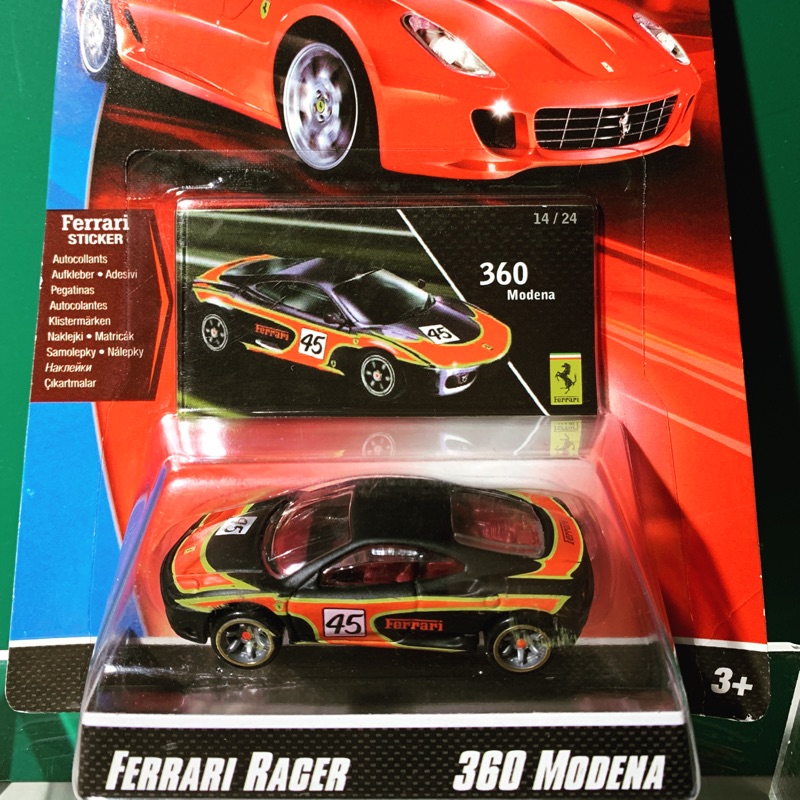 Ferrari
STICKER
Autocollants
Aufkleber • Adesivi
Pegatinas
Autocolantes
Klistermärken
Naklejki • Matricák
Samolepky • Nálepky
Наклейки
Çıkartmalar
14 / 24
360
Modena
Ferrari
45
45
Ferrari
45
45
Ferrari
Ferrari
3+
FERRARI RACER
360 MODENA